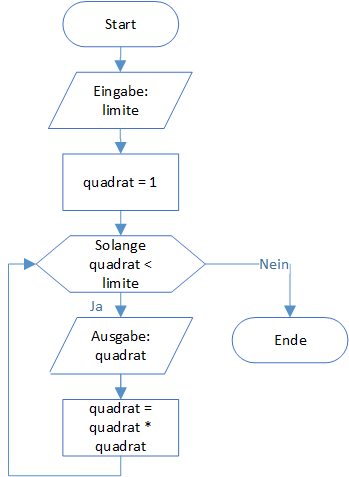 Start
Eingabe:
limite
quadrat = 1
Solange
quadrat <
limite
Nein
Ja
Ausgabe:
quadrat
Ende
quadrat =
quadrat *
quadrat